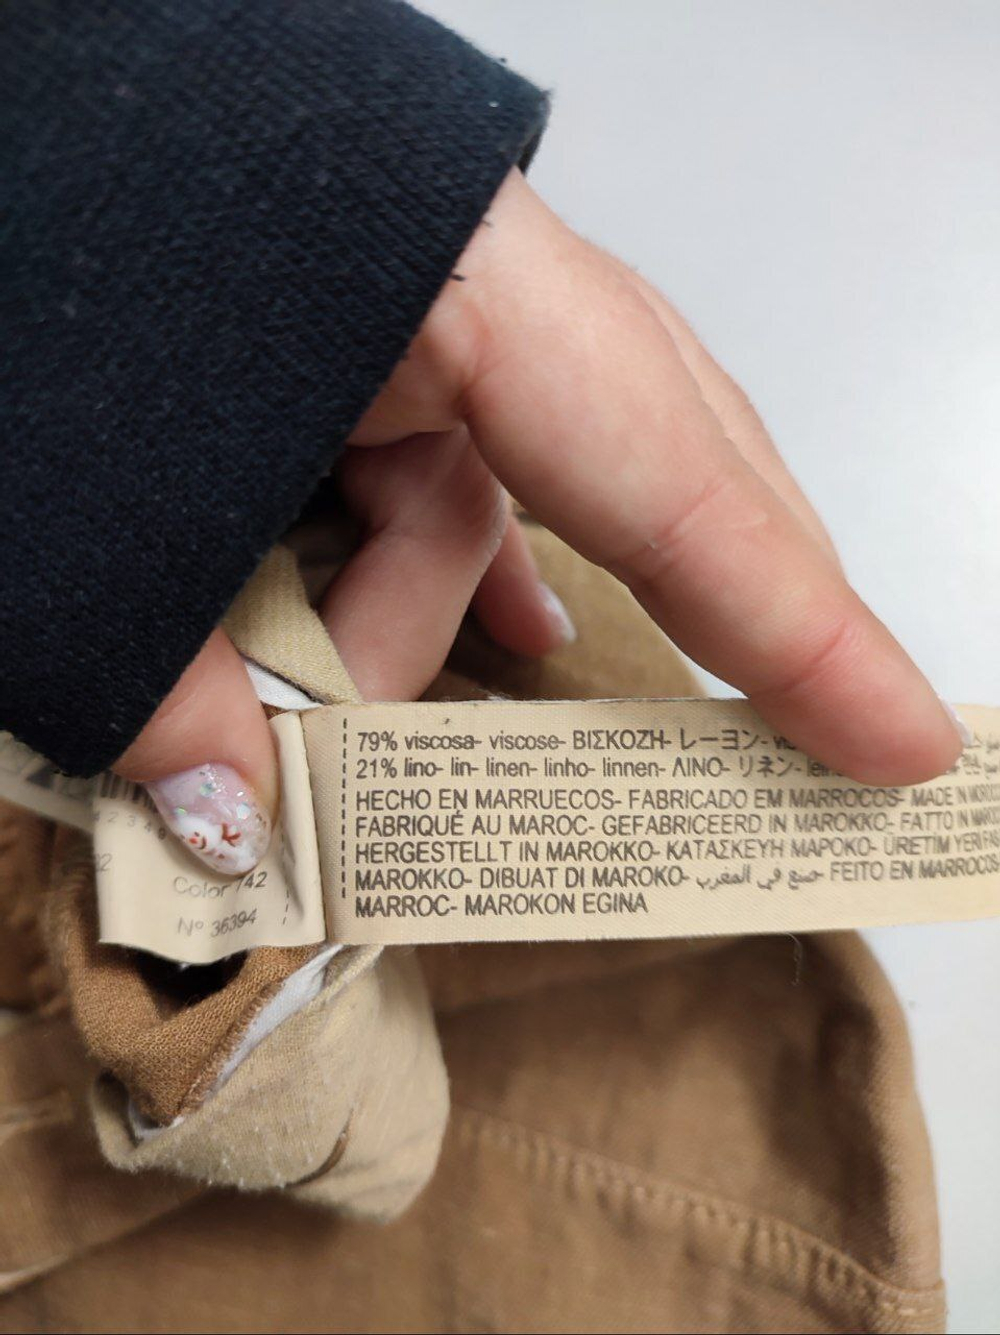 79% viscosa- viscose- ΒΙΣΚΟΖΗ- レーヨン-
21% lino- lin- linen- linho- linnen- ΛΙΝΟ- リネン-
HECHO EN MARRUECOS- FABRICADO EM MARROCOS- MADE IN
FABRIQUÉ AU MAROC- GEFABRICEERD IN MAROKKO- FATTO IN
HERGESTELLT IN MAROKKO- ΚΑΤΑΣΚΕΥΗ ΜΑΡΟΚΟ- ÜRETİM YERİ
MAROKKO- DIBUAT DI MAROKO- صنع في المغرب- FEITO EN MARROCOS
MARROC- MAROKON EGINA
Color 742
Nº 36394